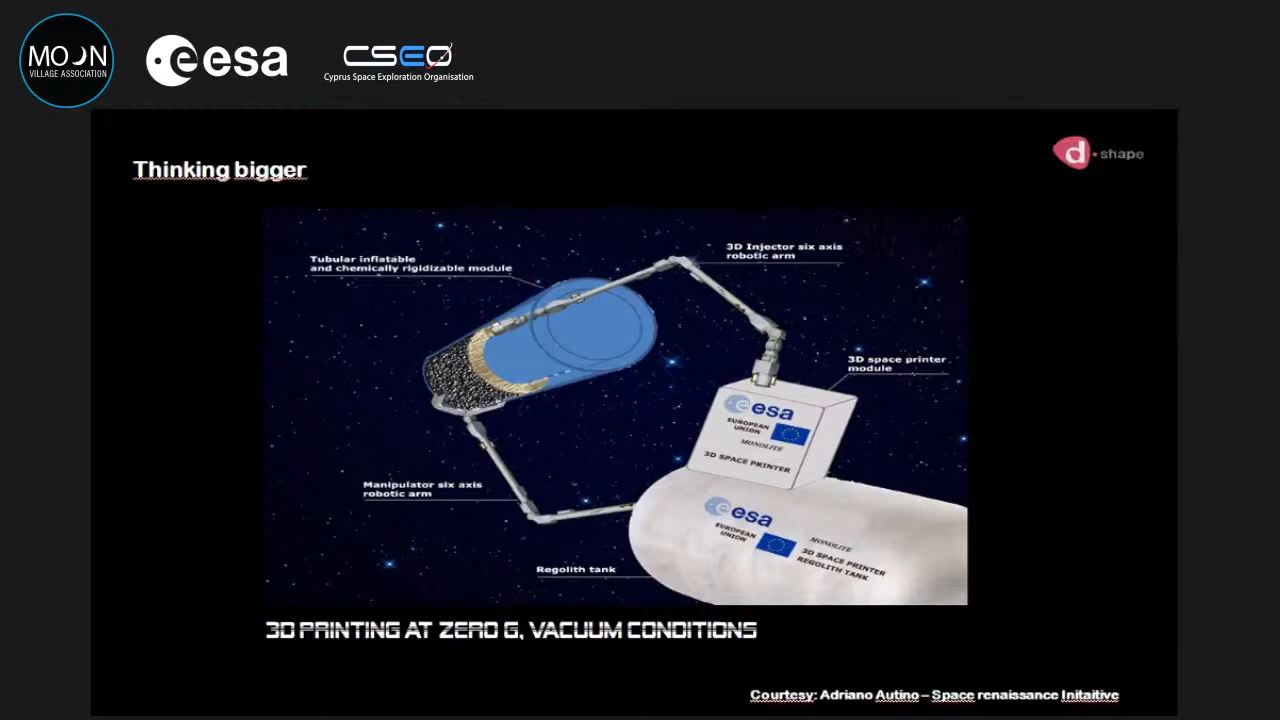 MOON
VILLAGE ASSOCIATION
esa
CSEO
Cyprus Space Exploration Organisation
d
shape
Thinking bigger
Tubular inflatable
and chemically rigidizable module
3D Injector six axis
robotic arm
3D space printer
module
esa
EUROPEAN
UNION
MONOLITE
3D SPACE PRINTER
Manipulator six axis
robotic arm
esa
EUROPEAN
UNION
MONOLITE
3D SPACE PRINTER
REGOLITH TANK
Regolith tank
3D PRINTING AT ZERO G, VACUUM CONDITIONS
Courtesy: Adriano Autino – Space renaissance Initaitive